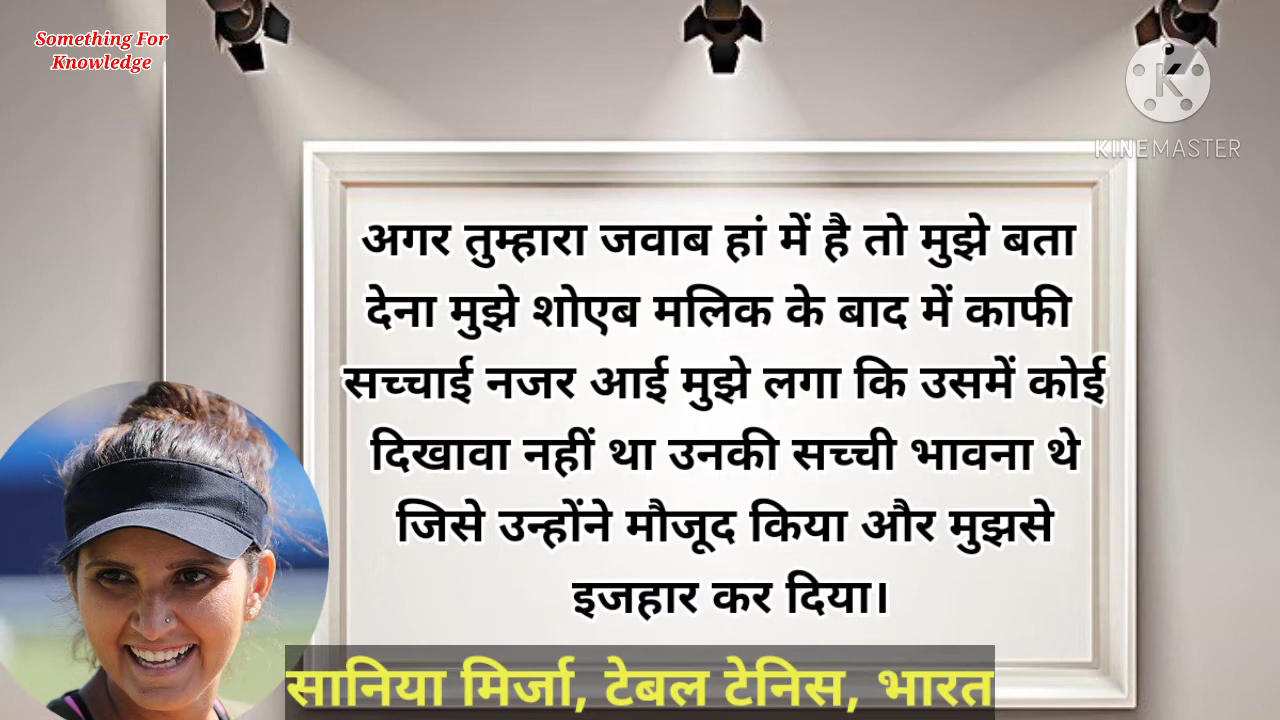 Something For
Knowledge
KINEMASTER
अगर तुम्हारा जवाब हां में है तो मुझे बता
देना मुझे शोएब मलिक के बाद में काफी
सच्चाई नजर आई मुझे लगा कि उसमें कोई
दिखावा नहीं था उनकी सच्ची भावना थे
जिसे उन्होंने मौजूद किया और मुझसे
इजहार कर दिया।
सानिया मिर्जा, टेबल टेनिस, भारत